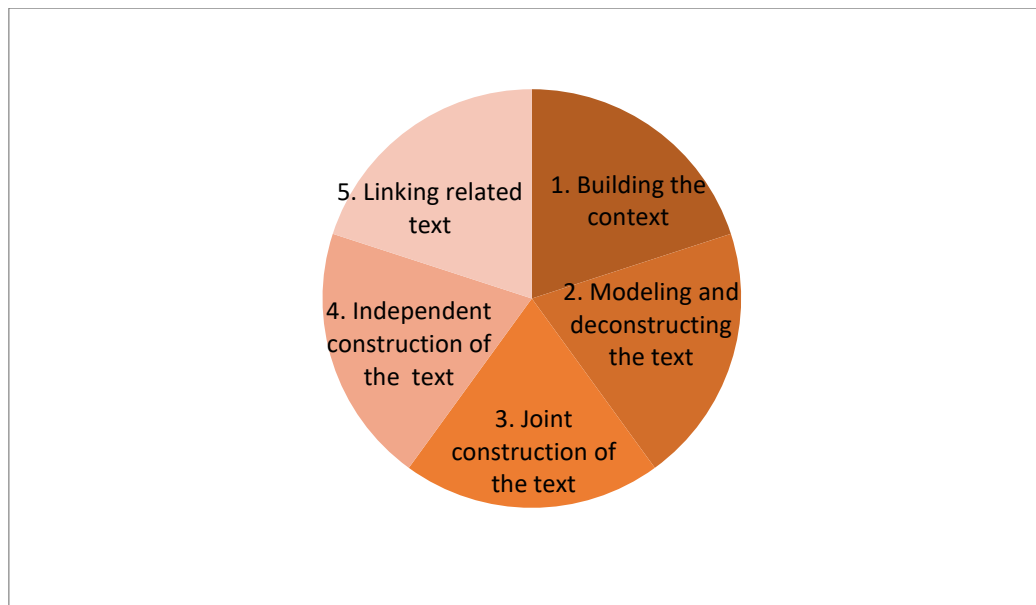 1. Building the
context
2. Modeling and
deconstructing
the text
3. Joint
construction of
the text
4. Independent
construction of
the  text
5. Linking related
text